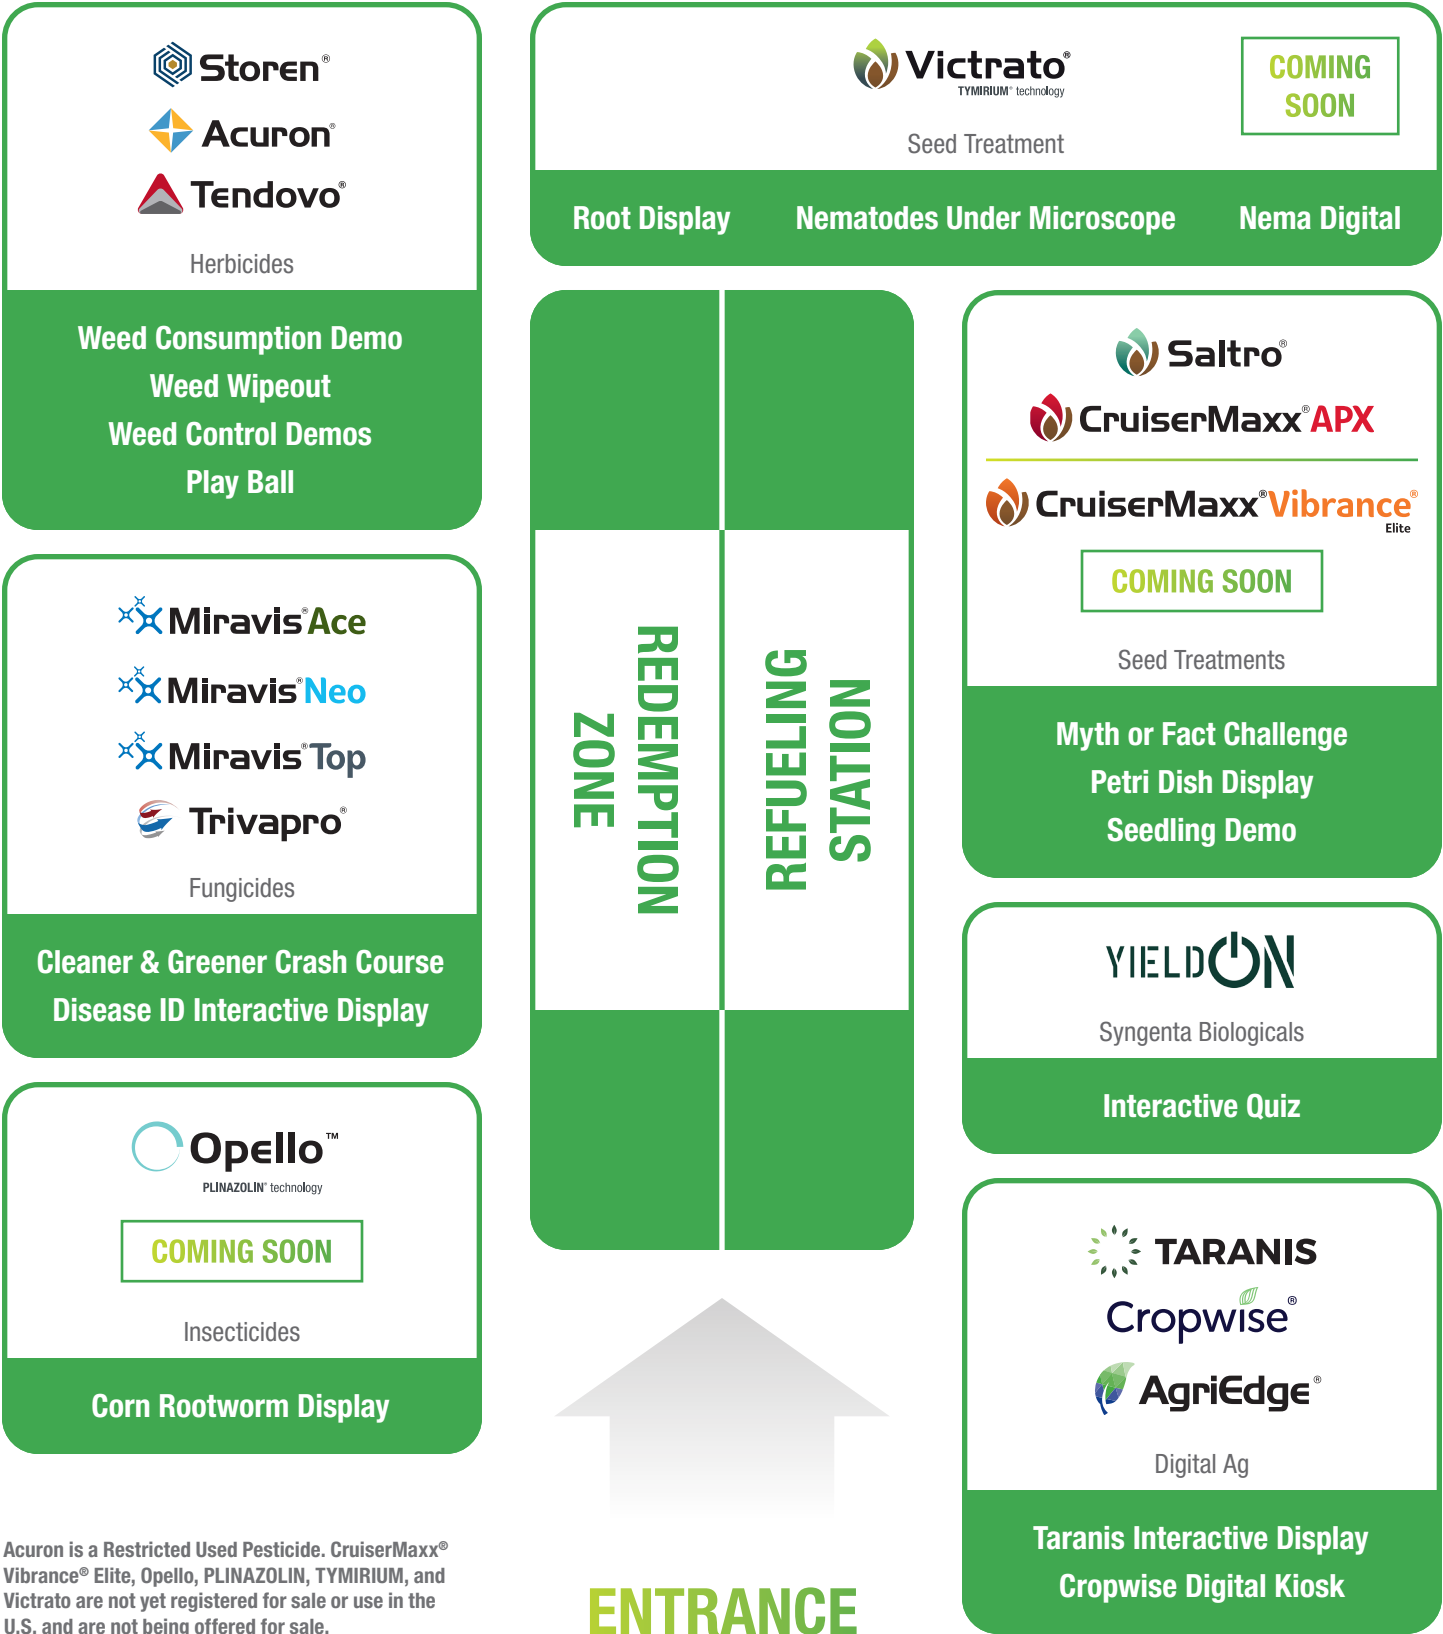 Storen®
Acuron®
Tendovo®
Herbicides
Weed Consumption Demo
Weed Wipeout
Weed Control Demos
Play Ball
Victrato®
TYMIRIUM® technology
Seed Treatment
COMING
SOON
Root Display
Nematodes Under Microscope
Nema Digital
Miravis® Ace
Miravis® Neo
Miravis® Top
Trivapro®
Fungicides
Cleaner & Greener Crash Course
Disease ID Interactive Display
REDEMPTION
ZONE
REFUELING
STATION
Saltro®
CruiserMaxx® APX
CruiserMaxx® Vibrance®
Elite
COMING SOON
Seed Treatments
Myth or Fact Challenge
Petri Dish Display
Seedling Demo
YIELDON
Syngenta Biologicals
Interactive Quiz
Opello™
PLINAZOLIN® technology
COMING SOON
Insecticides
Corn Rootworm Display
TARANIS
Cropwise®
AgriEdge®
Digital Ag
Taranis Interactive Display
Cropwise Digital Kiosk
Acuron is a Restricted Used Pesticide. CruiserMaxx®
Vibrance® Elite, Opello, PLINAZOLIN, TYMIRIUM, and
Victrato are not yet registered for sale or use in the
U.S. and are not being offered for sale.
ENTRANCE